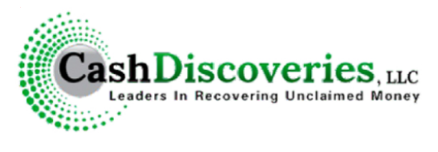 CashDiscoveries, LLC
Leaders In Recovering Unclaimed Money